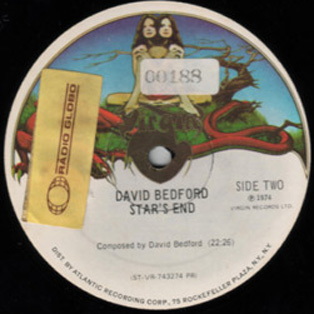 00188
RÁDIO GLOBO
DAVID BEDFORD
STAR'S END
SIDE TWO
℗ 1974
VIRGIN RECORDS LTD.
Composed by David Bedford (22:26)
(ST-VR-743274 PR)
DIST. BY ATLANTIC RECORDING CORP., 75 ROCKEFELLER PLAZA, N.Y., N.Y.